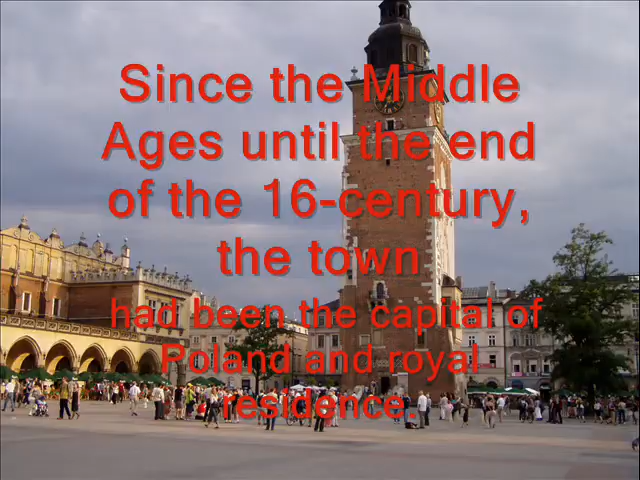 Since the Middle
Ages until the end
of the 16-century,
the town
had been the capital of
Poland and royal
residence.